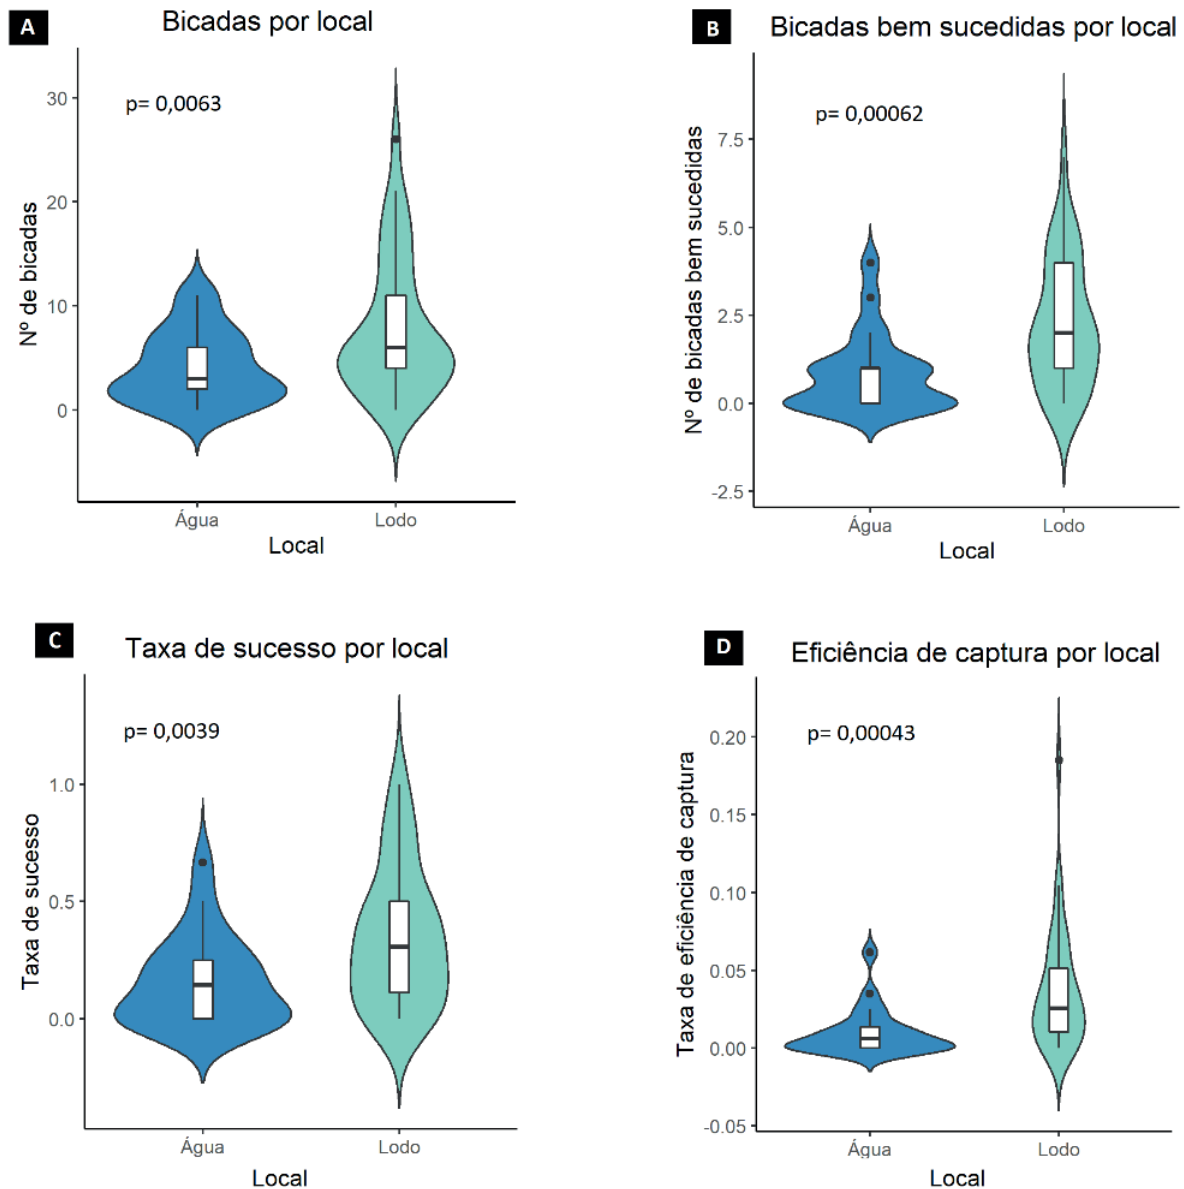 A
Bicadas por local
p= 0,0063
Nº de bicadas
30
20
10
0
Água
Lodo
Local
B
Bicadas bem sucedidas por local
p= 0,00062
Nº de bicadas bem sucedidas
7.5
5.0
2.5
0.0
-2.5
Água
Lodo
Local
C
Taxa de sucesso por local
p= 0,0039
Taxa de sucesso
1.0
0.5
0.0
Água
Lodo
Local
D
Eficiência de captura por local
p= 0,00043
Taxa de eficiência de captura
0.20
0.15
0.10
0.05
0.00
-0.05
Água
Lodo
Local